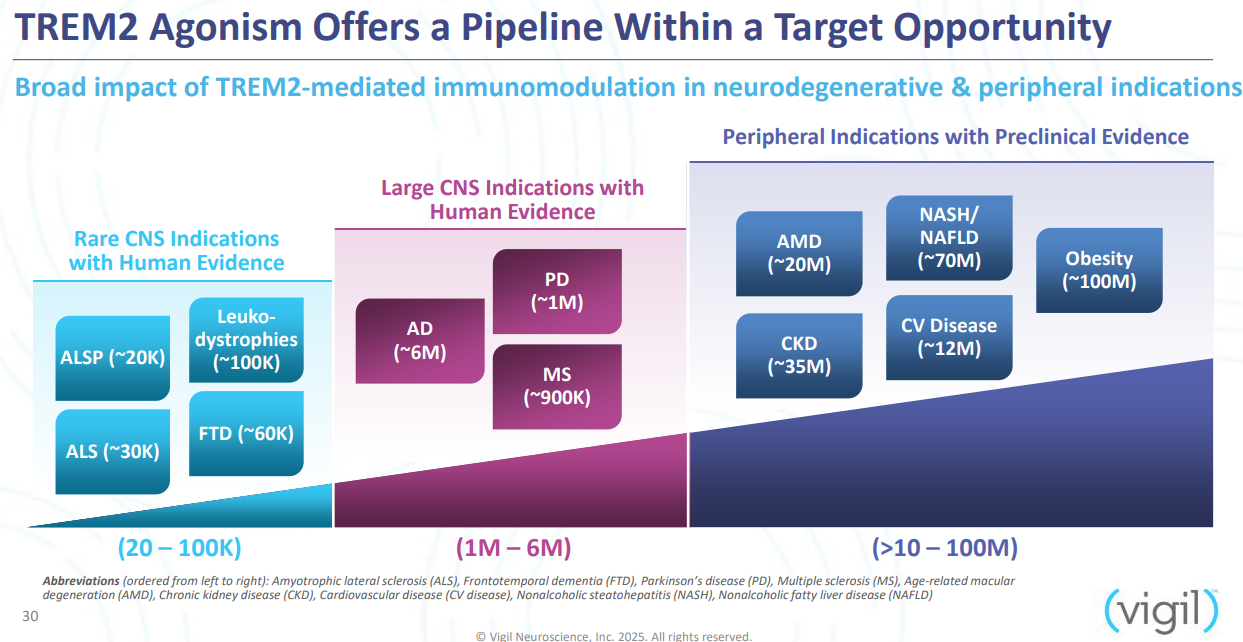 TREM2 Agonism Offers a Pipeline Within a Target Opportunity
Broad impact of TREM2-mediated immunomodulation in neurodegenerative & peripheral indications
Rare CNS Indications
with Human Evidence
ALSP (~20K)
Leuko-
dystrophies
(~100K)
ALS (~30K)
FTD (~60K)
(20 – 100K)
Large CNS Indications with
Human Evidence
AD
(~6M)
PD
(~1M)
MS
(~900K)
(1M – 6M)
Peripheral Indications with Preclinical Evidence
AMD
(~20M)
NASH/
NAFLD
(~70M)
Obesity
(~100M)
CKD
(~35M)
CV Disease
(~12M)
(>10 – 100M)
Abbreviations (ordered from left to right): Amyotrophic lateral sclerosis (ALS), Frontotemporal dementia (FTD), Parkinson's disease (PD), Multiple sclerosis (MS), Age-related macular
degeneration (AMD), Chronic kidney disease (CKD), Cardiovascular disease (CV disease), Nonalcoholic steatohepatitis (NASH), Nonalcoholic fatty liver disease (NAFLD)
30
© Vigil Neuroscience, Inc. 2025. All rights reserved.
(vigil)™